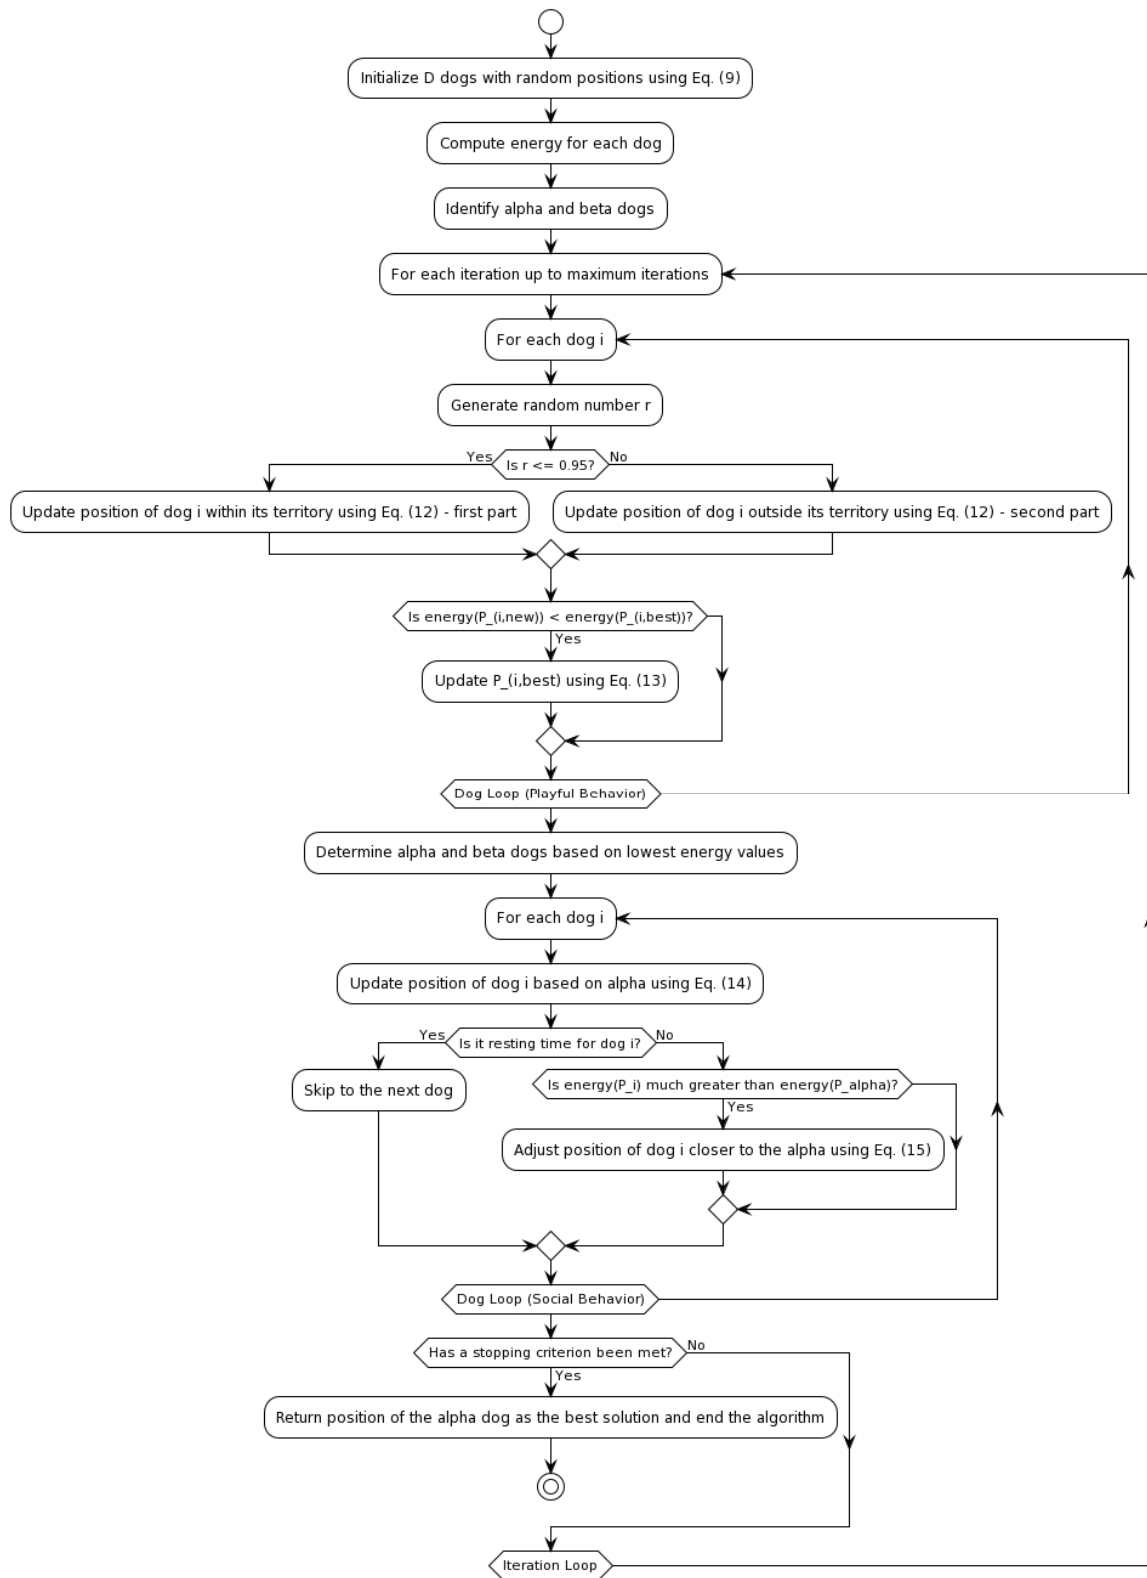 Initialize D dogs with random positions using Eq. (9)
Compute energy for each dog
Identify alpha and beta dogs
For each iteration up to maximum iterations
For each dog i
Generate random number r
Yes
Is r <= 0.95?
No
Update position of dog i within its territory using Eq. (12) - first part
Update position of dog i outside its territory using Eq. (12) - second part
Is energy(P_(i,new)) < energy(P_(i,best))?
Yes
Update P_(i,best) using Eq. (13)
Dog Loop (Playful Behavior)
Determine alpha and beta dogs based on lowest energy values
For each dog i
Update position of dog i based on alpha using Eq. (14)
Yes
Is it resting time for dog i?
No
Skip to the next dog
Is energy(P_i) much greater than energy(P_alpha)?
Yes
Adjust position of dog i closer to the alpha using Eq. (15)
Dog Loop (Social Behavior)
Has a stopping criterion been met?
No
Yes
Return position of the alpha dog as the best solution and end the algorithm
Iteration Loop